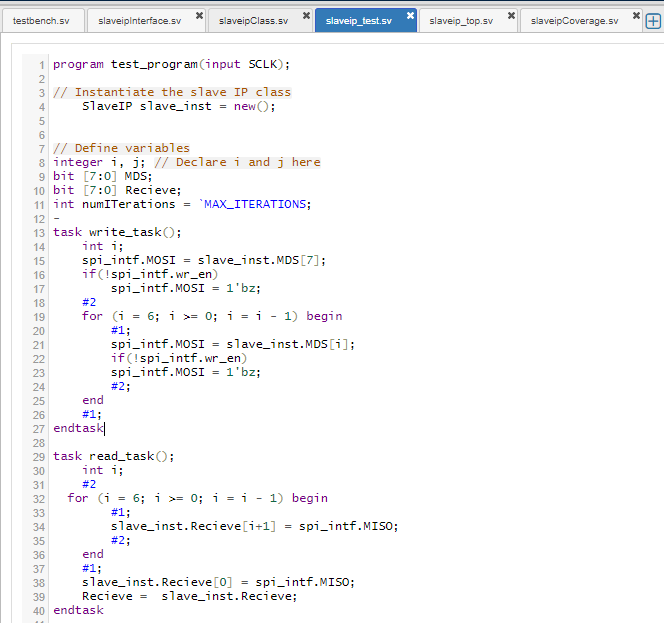 testbench.sv slaveipInterface.sv slaveipClass.sv slaveip_test.sv slaveip_top.sv slaveipCoverage.sv
1 program test_program(input SCLK);
2
3 // Instantiate the slave IP class
4     SlaveIP slave_inst = new();
5
6
7 // Define variables
8 integer i, j; // Declare i and j here
9 bit [7:0] MDS;
10 bit [7:0] Recieve;
11 int numITerations = `MAX_ITERATIONS;
12 -
13 task write_task();
14     int i;
15     spi_intf.MOSI = slave_inst.MDS[7];
16     if(!spi_intf.wr_en)
17         spi_intf.MOSI = 1'bz;
18     #2
19     for (i = 6; i >= 0; i = i - 1) begin
20         #1;
21         spi_intf.MOSI = slave_inst.MDS[i];
22         if(!spi_intf.wr_en)
23         spi_intf.MOSI = 1'bz;
24         #2;
25     end
26     #1;
27 endtask
28
29 task read_task();
30     int i;
31     #2
32   for (i = 6; i >= 0; i = i - 1) begin
33         #1;
34         slave_inst.Recieve[i+1] = spi_intf.MISO;
35         #2;
36     end
37     #1;
38     slave_inst.Recieve[0] = spi_intf.MISO;
39     Recieve =  slave_inst.Recieve;
40 endtask